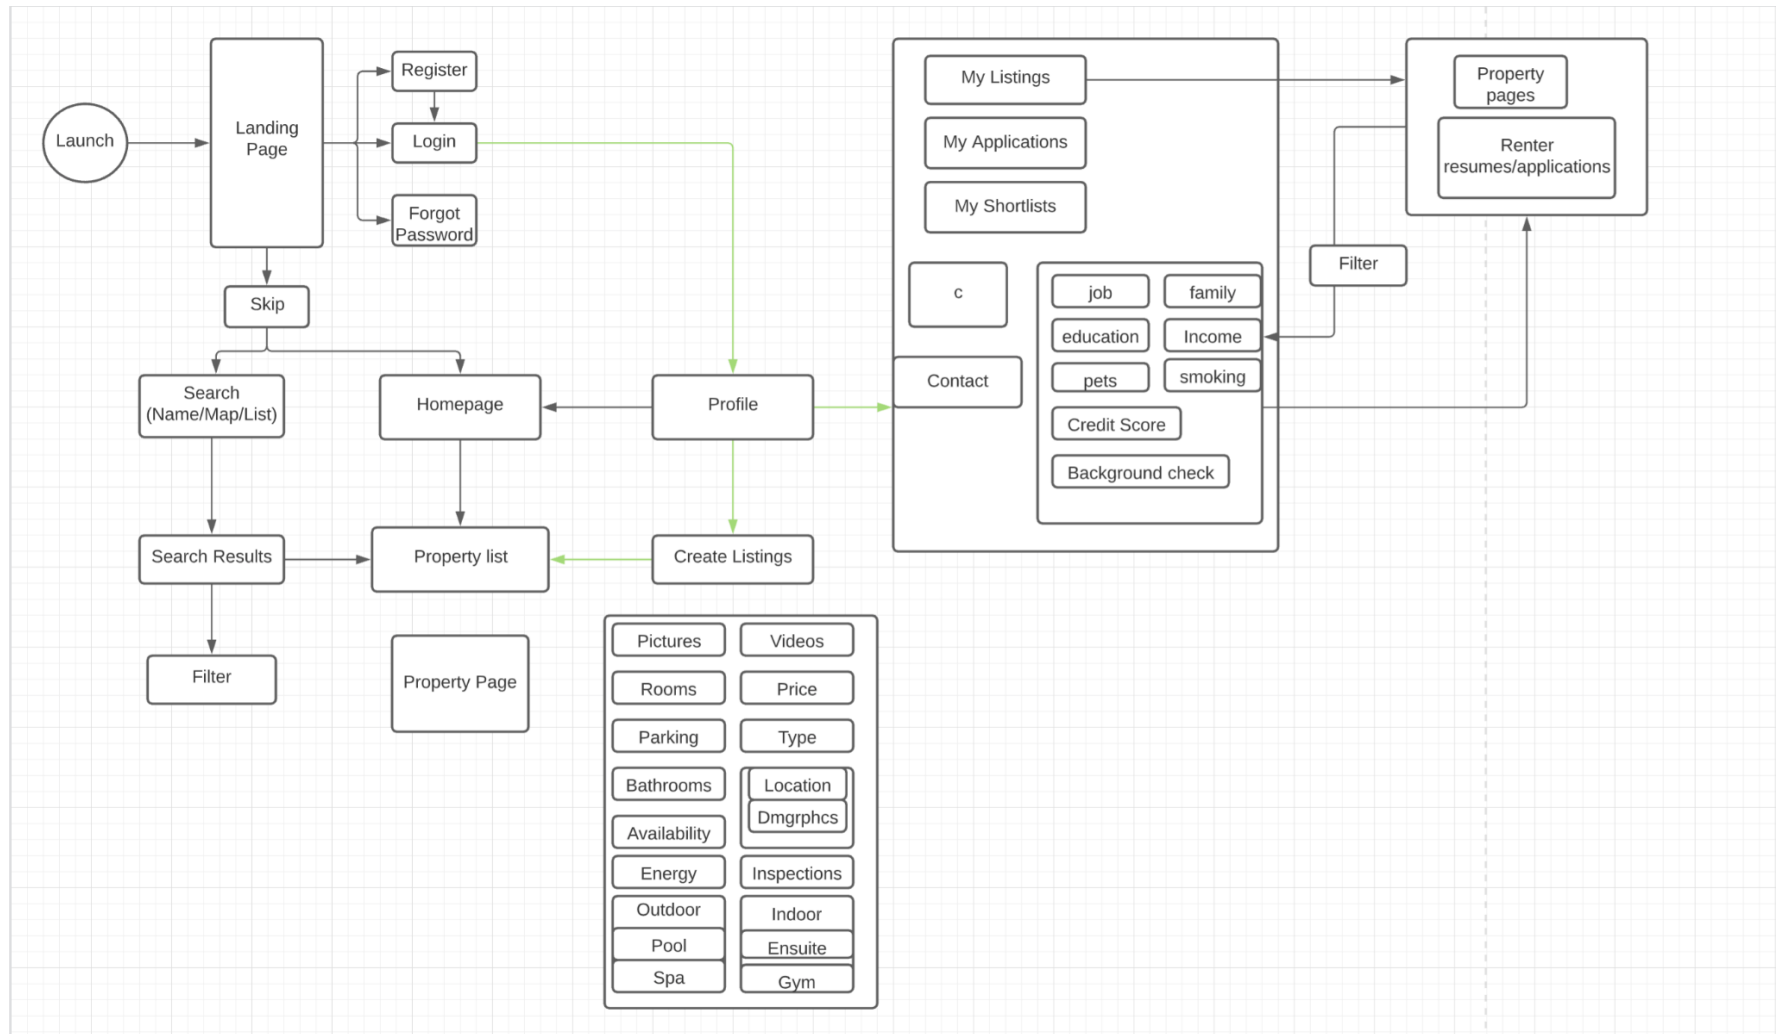 Launch
Landing
Page
Register
Login
Forgot
Password
Skip
Search
(Name/Map/List)
Homepage
Profile
Search Results
Property list
Create Listings
Filter
Property Page
My Listings
My Applications
My Shortlists
c
Contact
job
family
education
Income
pets
smoking
Credit Score
Background check
Property
pages
Renter
resumes/applications
Filter
Pictures
Videos
Rooms
Price
Parking
Type
Bathrooms
Location
Dmgrphcs
Availability
Energy
Inspections
Outdoor
Indoor
Pool
Ensuite
Spa
Gym